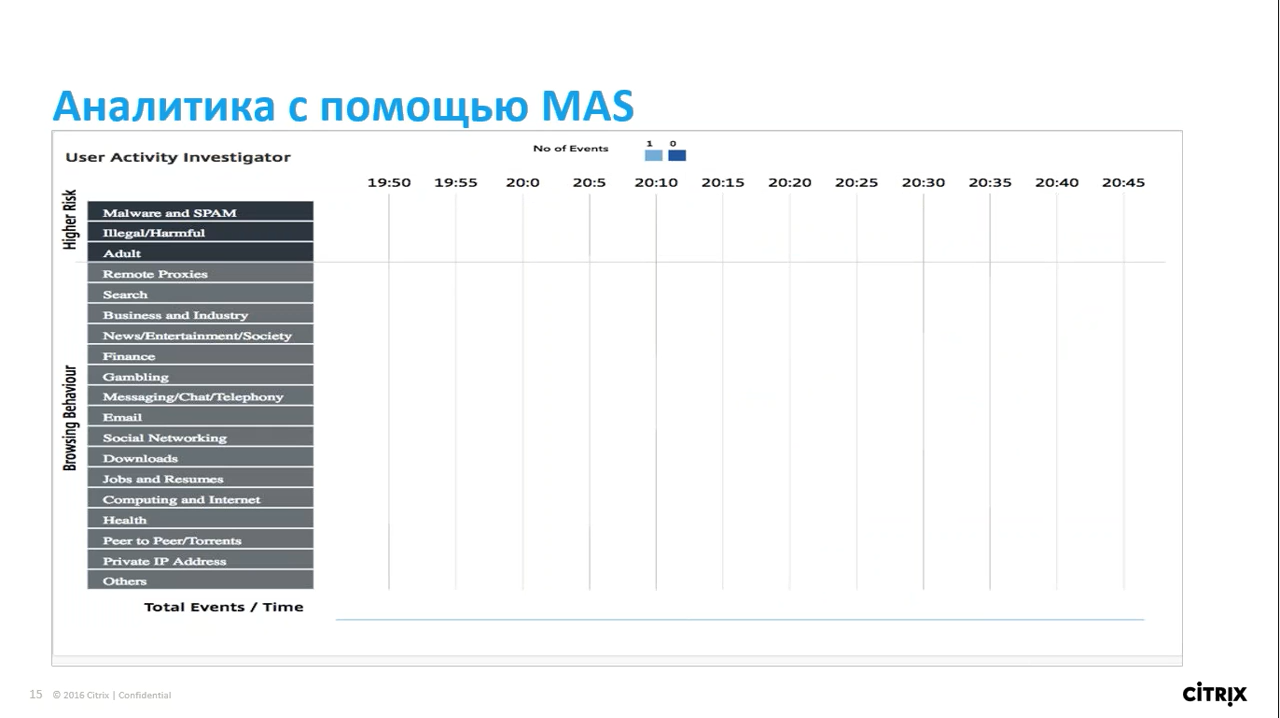 Аналитика с помощью MAS
User Activity Investigator
No of Events
1 0
19:50 19:55 20:0 20:5 20:10 20:15 20:20 20:25 20:30 20:35 20:40 20:45
Higher Risk
Malware and SPAM
Illegal/Harmful
Adult
Browsing Behaviour
Remote Proxies
Search
Business and Industry
News/Entertainment/Society
Finance
Gambling
Messaging/Chat/Telephony
Email
Social Networking
Downloads
Jobs and Resumes
Computing and Internet
Health
Peer to Peer/Torrents
Private IP Address
Others
Total Events / Time
15 © 2016 Citrix | Confidential
CITRIX